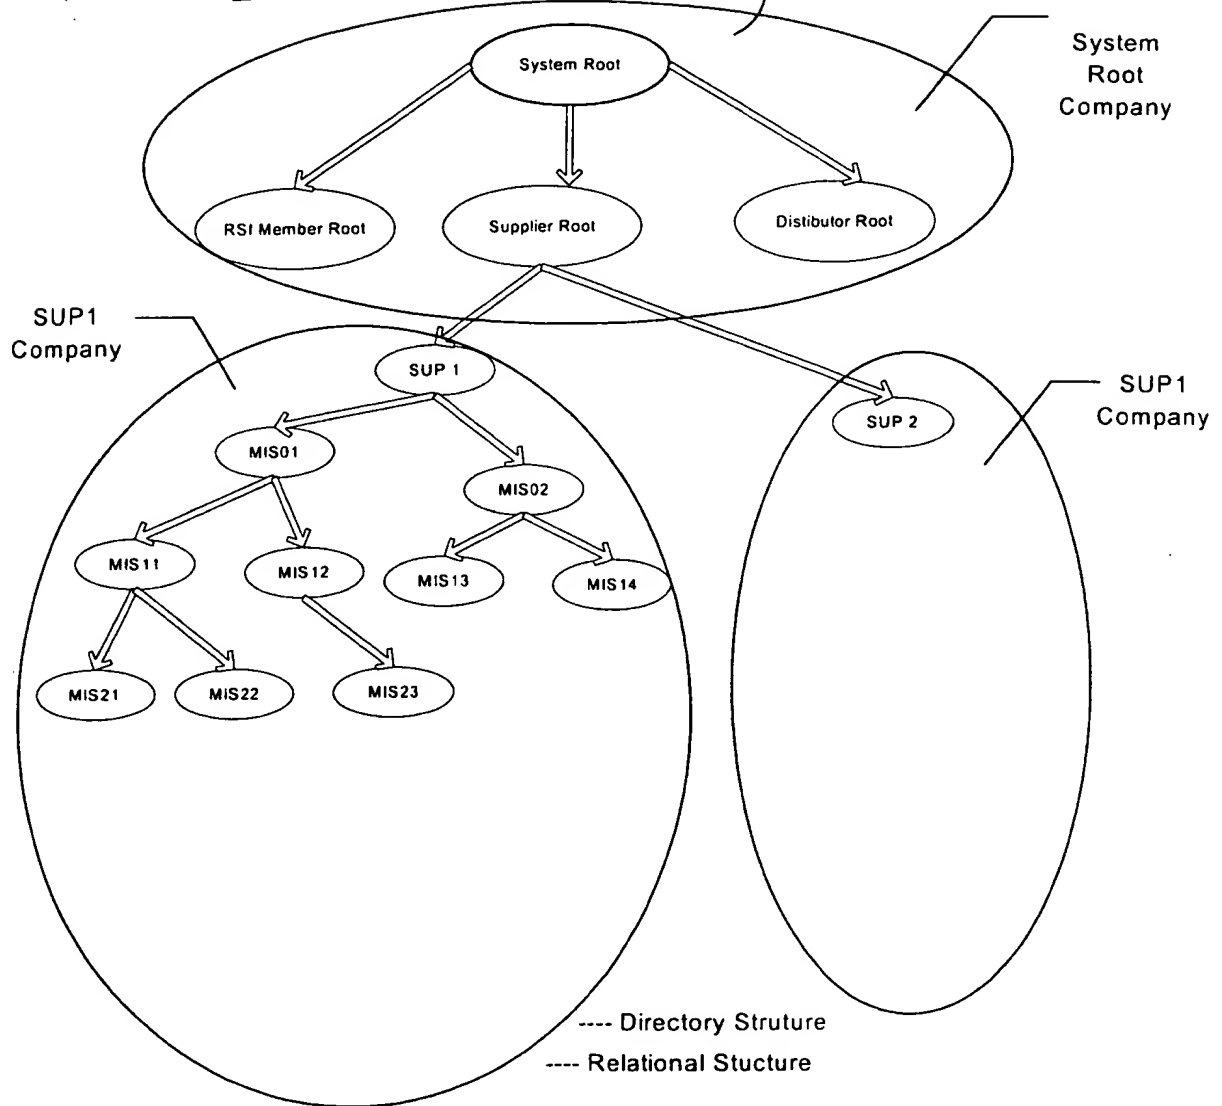 System Root
System
Root
Company
RSI Member Root
Supplier Root
Distibutor Root
SUP1
Company
SUP 1
SUP1
Company
SUP 2
MIS01
MIS02
MIS11
MIS12
MIS13
MIS14
MIS21
MIS22
MIS23
---- Directory Struture
---- Relational Stucture